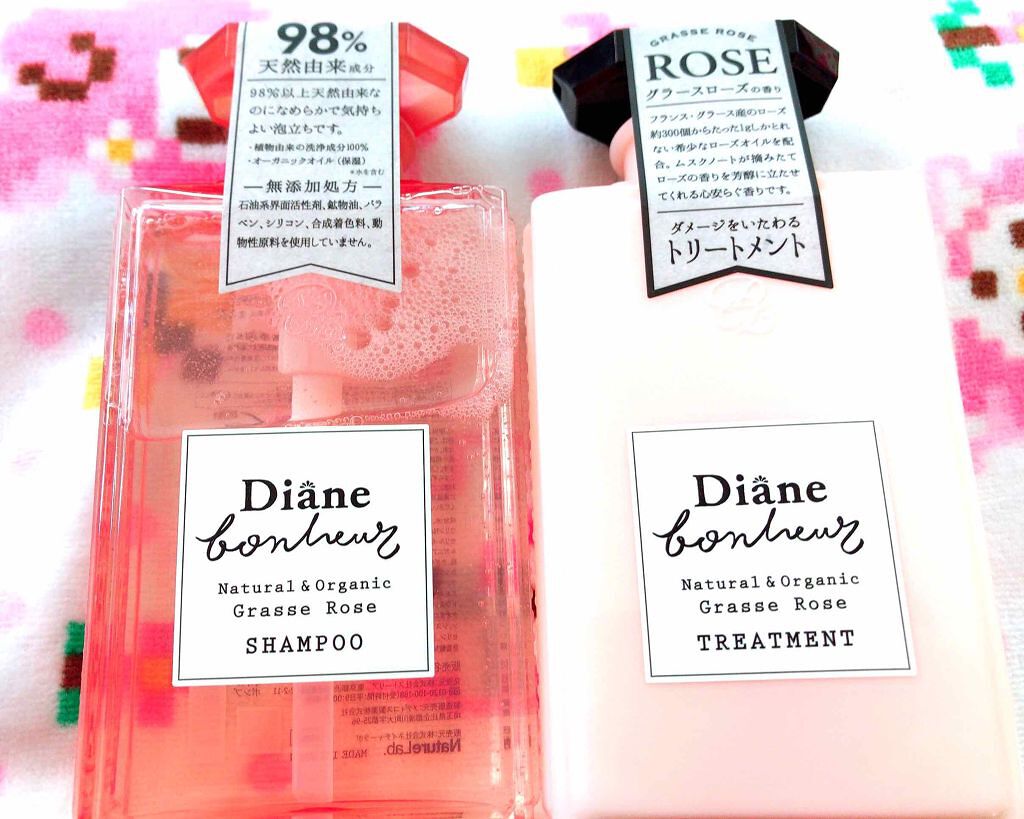 98%
天然由来成分
98%以上天然由来な
のになめらかで気持ち
よい泡立ちです。
・植物由来の洗浄成分100%
・オーガニックオイル（保湿）
*水を含む
無添加処方
石油系界面活性剤、鉱物油、パラ
ベン、シリコン、合成着色料、動
物性原料を使用していません。
Diane
bonheur
Natural & Organic
Grasse Rose
SHAMPOO
NatureLab.
GRASSE ROSE
ROSE
グラースローズの香り
フランス・グラース産のローズ
約300個からたった1gしかとれ
ない希少なローズオイルを配
合。ムスクノートが摘みたて
ローズの香りを芳醇に立たせ
てくれる心安らぐ香りです。
ダメージをいたわる
トリートメント
Diane
bonheur
Natural & Organic
Grasse Rose
TREATMENT